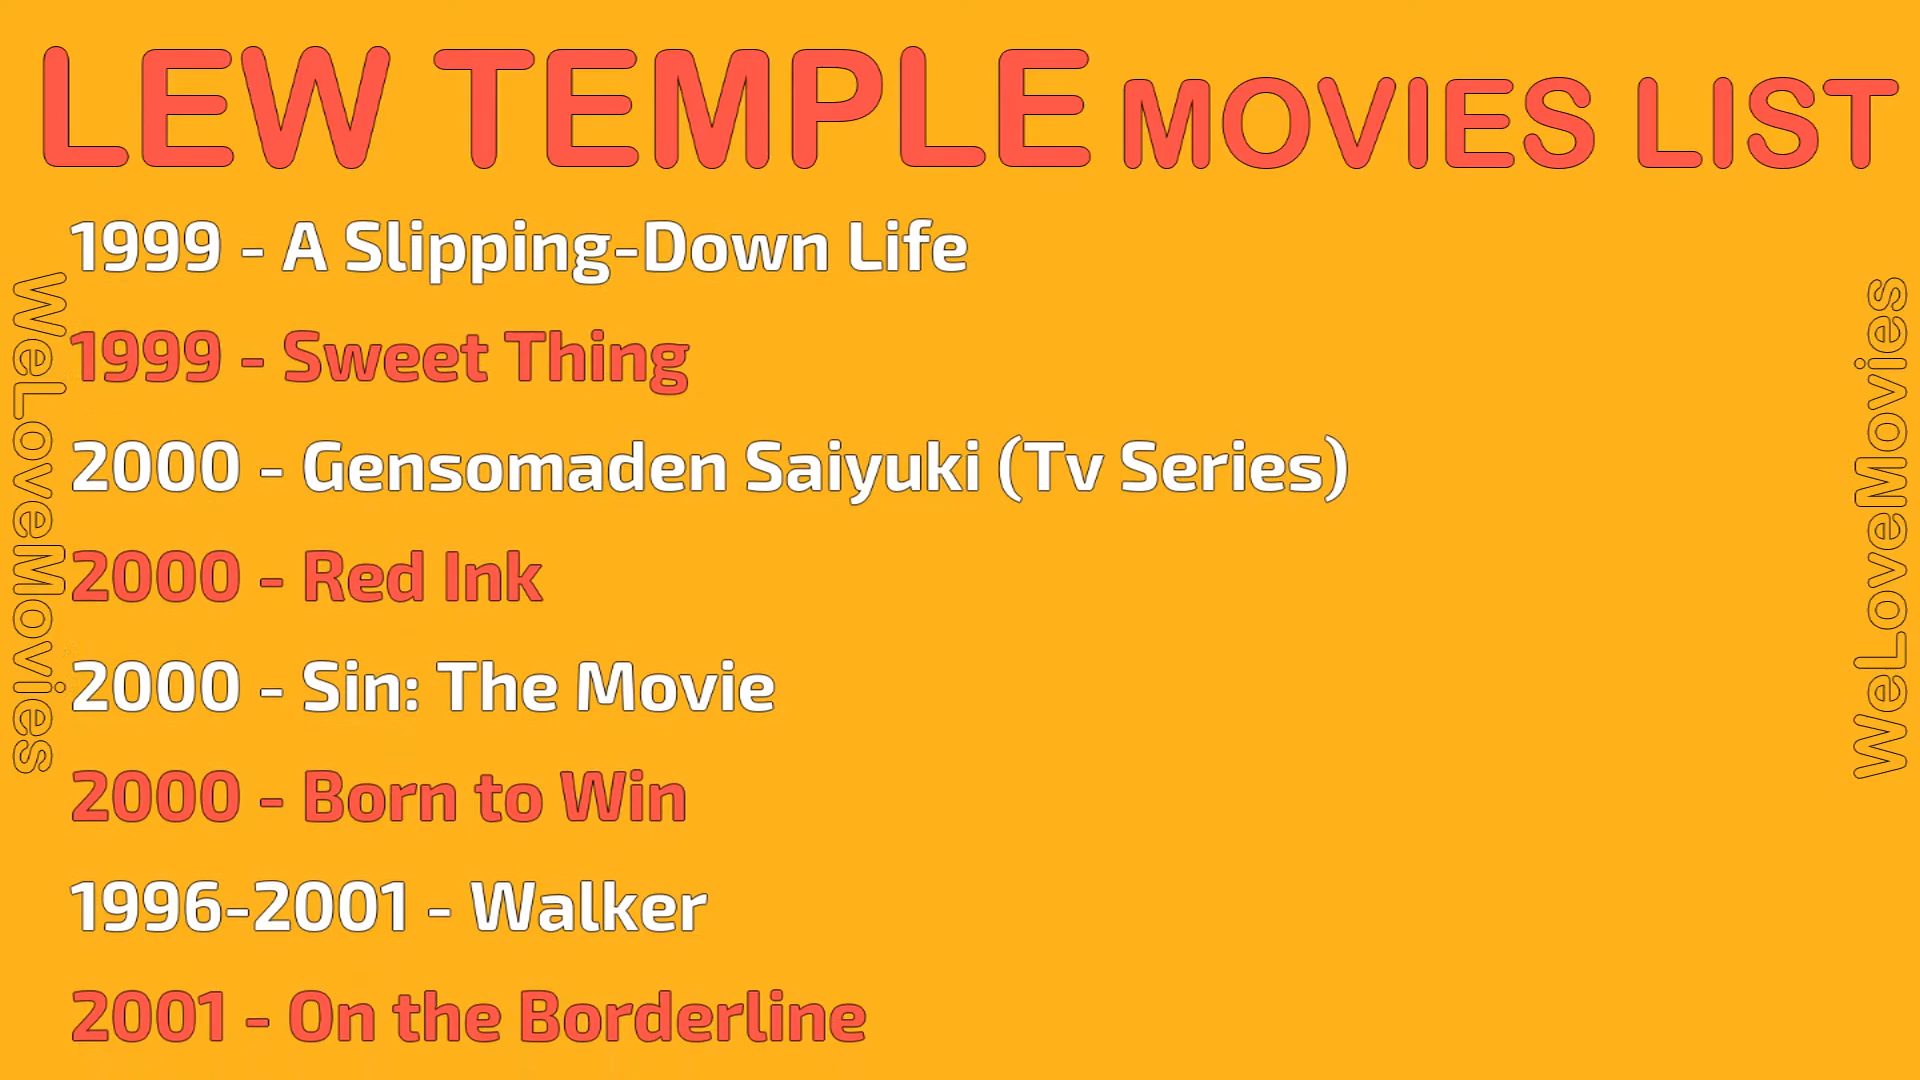 LEW TEMPLE MOVIES LIST
1999 - A Slipping-Down Life
1999 - Sweet Thing
2000 - Gensomaden Saiyuki (Tv Series)
2000 - Red Ink
2000 - Sin: The Movie
2000 - Born to Win
1996-2001 - Walker
2001 - On the Borderline
WeLoveMovies
WeLoveMovies